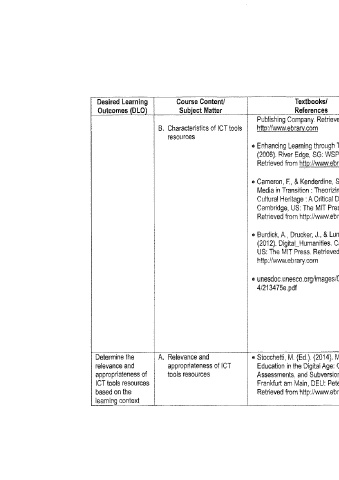 Desired Learning
Outcomes (DLO)
Course Content/
Subject Matter
Textbooks/
References
Publishing Company. Retrieve
http://www.ebrary.com
B. Characteristics of ICT tools
resources
• Enhancing Learning through T
(2006). River Edge, SG: WSP
Retrieved from http://www.ebr
• Cameron, F., & Kenderdine, S
Media in Transition : Theorizin
Cultural Heritage : A Critical D
Cambridge, US: The MIT Pres
Retrieved from http://www.ebr
• Burdick, A., Drucker, J., & Lun
(2012). Digital_Humanities. Ca
US: The MIT Press. Retrieved
http://www.ebrary.com
• unesdoc.unesco.org/images/0
4/213475e.pdf
Determine the
relevance and
appropriateness of
ICT tools resources
based on the
learning context
A. Relevance and
appropriateness of ICT
tools resources
• Stocchetti, M. (Ed.). (2014). M
Education in the Digital Age: C
Assessments, and Subversion
Frankfurt am Main, DEU: Pete
Retrieved from http://www.ebr